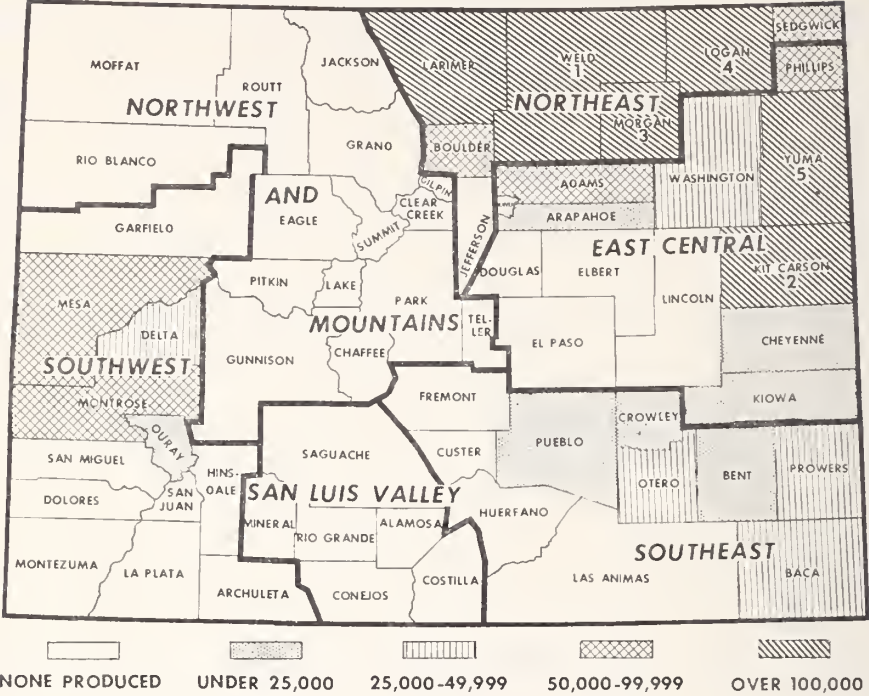 SEDGWICK
MOFFAT
ROUTT
JACKSON
LARIMER
WELD
1
LOGAN
4
PHILLIPS
NORTHWEST
NORTHEAST
MORGAN
3
RIO BLANCO
GRAND
BOULDER
WASHINGTON
YUMA
5
GILPIN
ADAMS
AND
EAGLE
CLEAR
CREEK
ARAPAHOE
GARFIELD
SUMMIT
JEFFERSON
EAST CENTRAL
DOUGLAS
ELBERT
KIT CARSON
2
PITKIN
LAKE
MESA
PARK
LINCOLN
DELTA
MOUNTAINS
TEL-
LER
EL PASO
CHEYENNE
SOUTHWEST
GUNNISON
CHAFFEE
KIOWA
MONTROSE
FREMONT
CROWLEY
OURAY
PUEBLO
SAN MIGUEL
SAGUACHE
CUSTER
HINS-
DALE
OTERO
BENT
PROWERS
DOLORES
SAN
JUAN
SAN LUIS VALLEY
HUERFANO
MINERAL
RIO GRANDE
ALAMOSA
SOUTHEAST
MONTEZUMA
LA PLATA
COSTILLA
LAS ANIMAS
BACA
ARCHULETA
CONEJOS
NONE PRODUCED UNDER 25,000 25,000-49,999 50,000-99,999 OVER 100,000